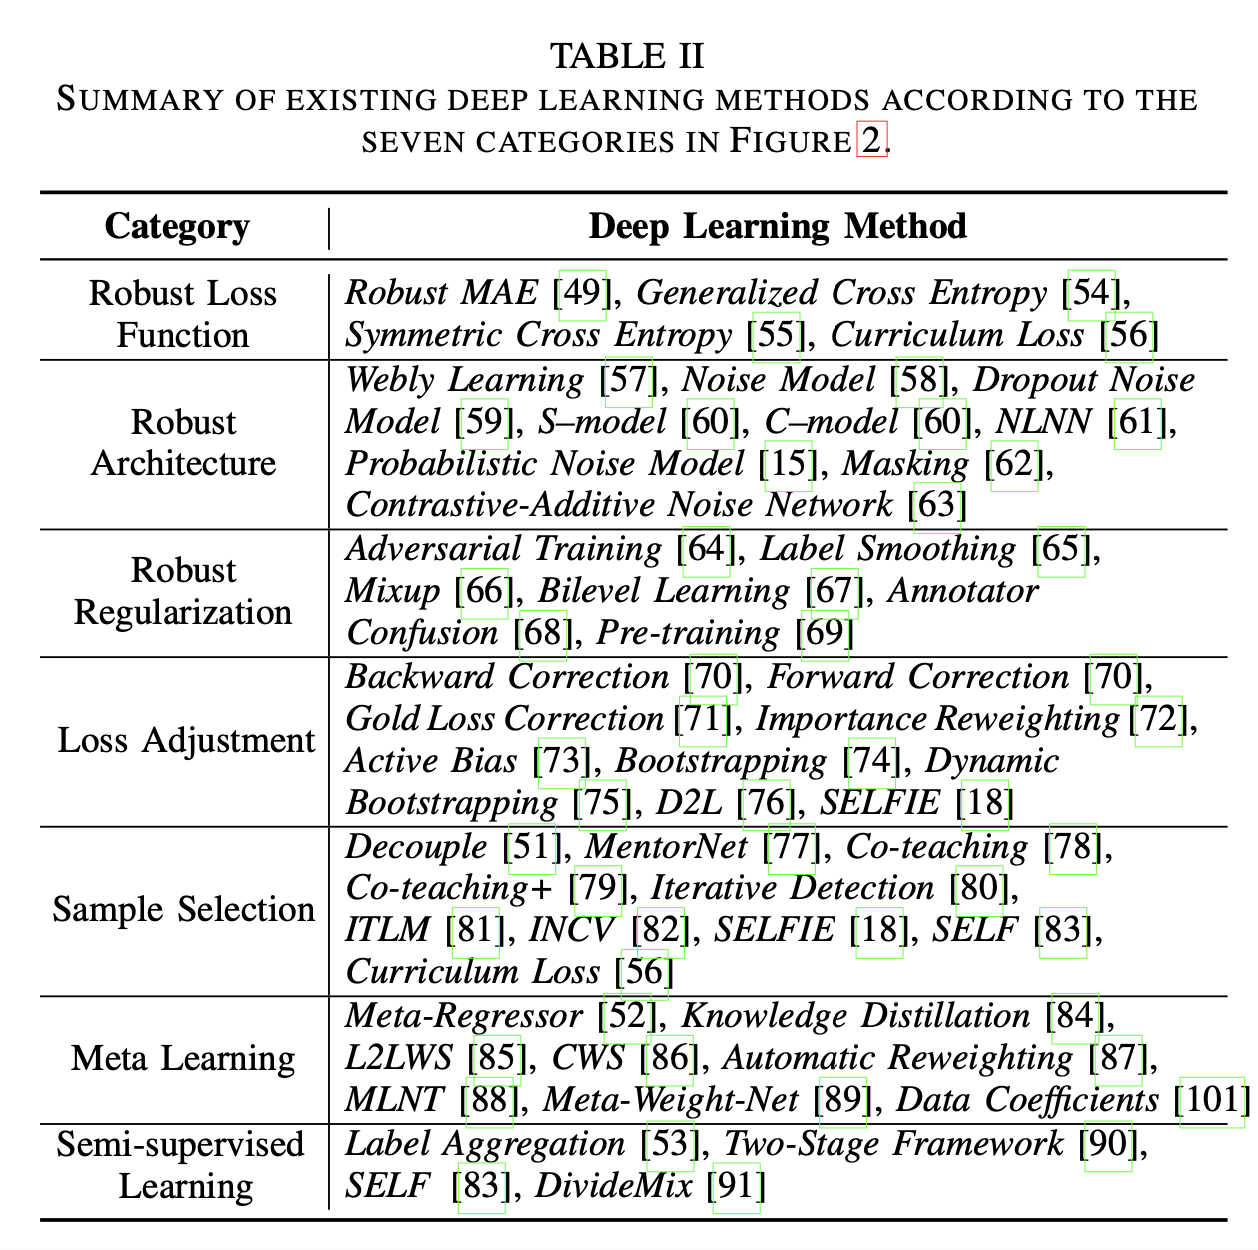 TABLE II
SUMMARY OF EXISTING DEEP LEARNING METHODS ACCORDING TO THE
SEVEN CATEGORIES IN FIGURE 2.
Category Deep Learning Method
Robust Loss
Function
Robust MAE [49], Generalized Cross Entropy [54],
Symmetric Cross Entropy [55], Curriculum Loss [56]
Robust
Architecture
Webly Learning [57], Noise Model [58], Dropout Noise
Model [59], S–model [60], C–model [60], NLNN [61],
Probabilistic Noise Model [15], Masking [62],
Contrastive-Additive Noise Network [63]
Robust
Regularization
Adversarial Training [64], Label Smoothing [65],
Mixup [66], Bilevel Learning [67], Annotator
Confusion [68], Pre-training [69]
Loss Adjustment
Backward Correction [70], Forward Correction [70],
Gold Loss Correction [71], Importance Reweighting [72],
Active Bias [73], Bootstrapping [74], Dynamic
Bootstrapping [75], D2L [76], SELFIE [18]
Sample Selection
Decouple [51], MentorNet [77], Co-teaching [78],
Co-teaching+ [79], Iterative Detection [80],
ITLM [81], INCV [82], SELFIE [18], SELF [83],
Curriculum Loss [56]
Meta Learning
Meta-Regressor [52], Knowledge Distillation [84],
L2LWS [85], CWS [86], Automatic Reweighting [87],
MLNT [88], Meta-Weight-Net [89], Data Coefficients [101]
Semi-supervised
Learning
Label Aggregation [53], Two-Stage Framework [90],
SELF [83], DivideMix [91]